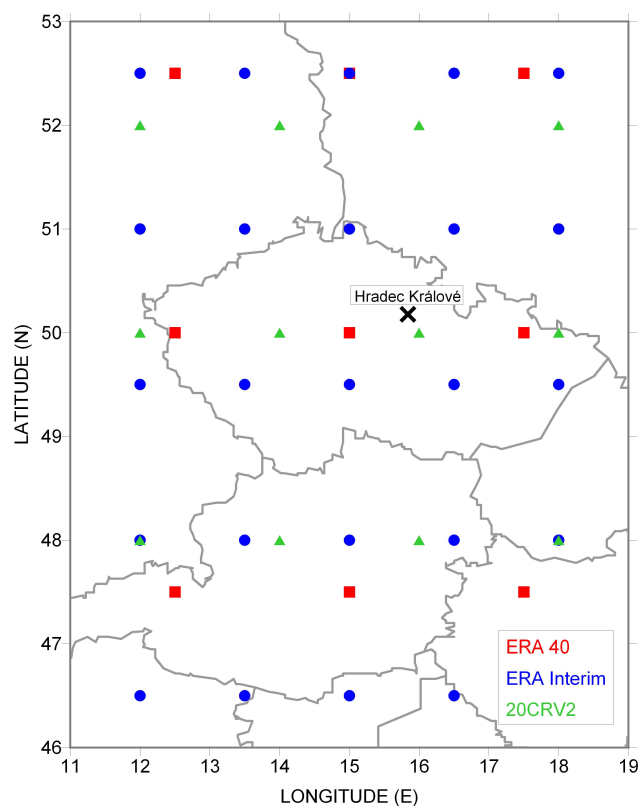 53
52
51
50
49
48
47
46
LATITUDE (N)
Hradec Králové
ERA 40
ERA Interim
20CRV2
11
12
13
14
15
16
17
18
19
LONGITUDE (E)